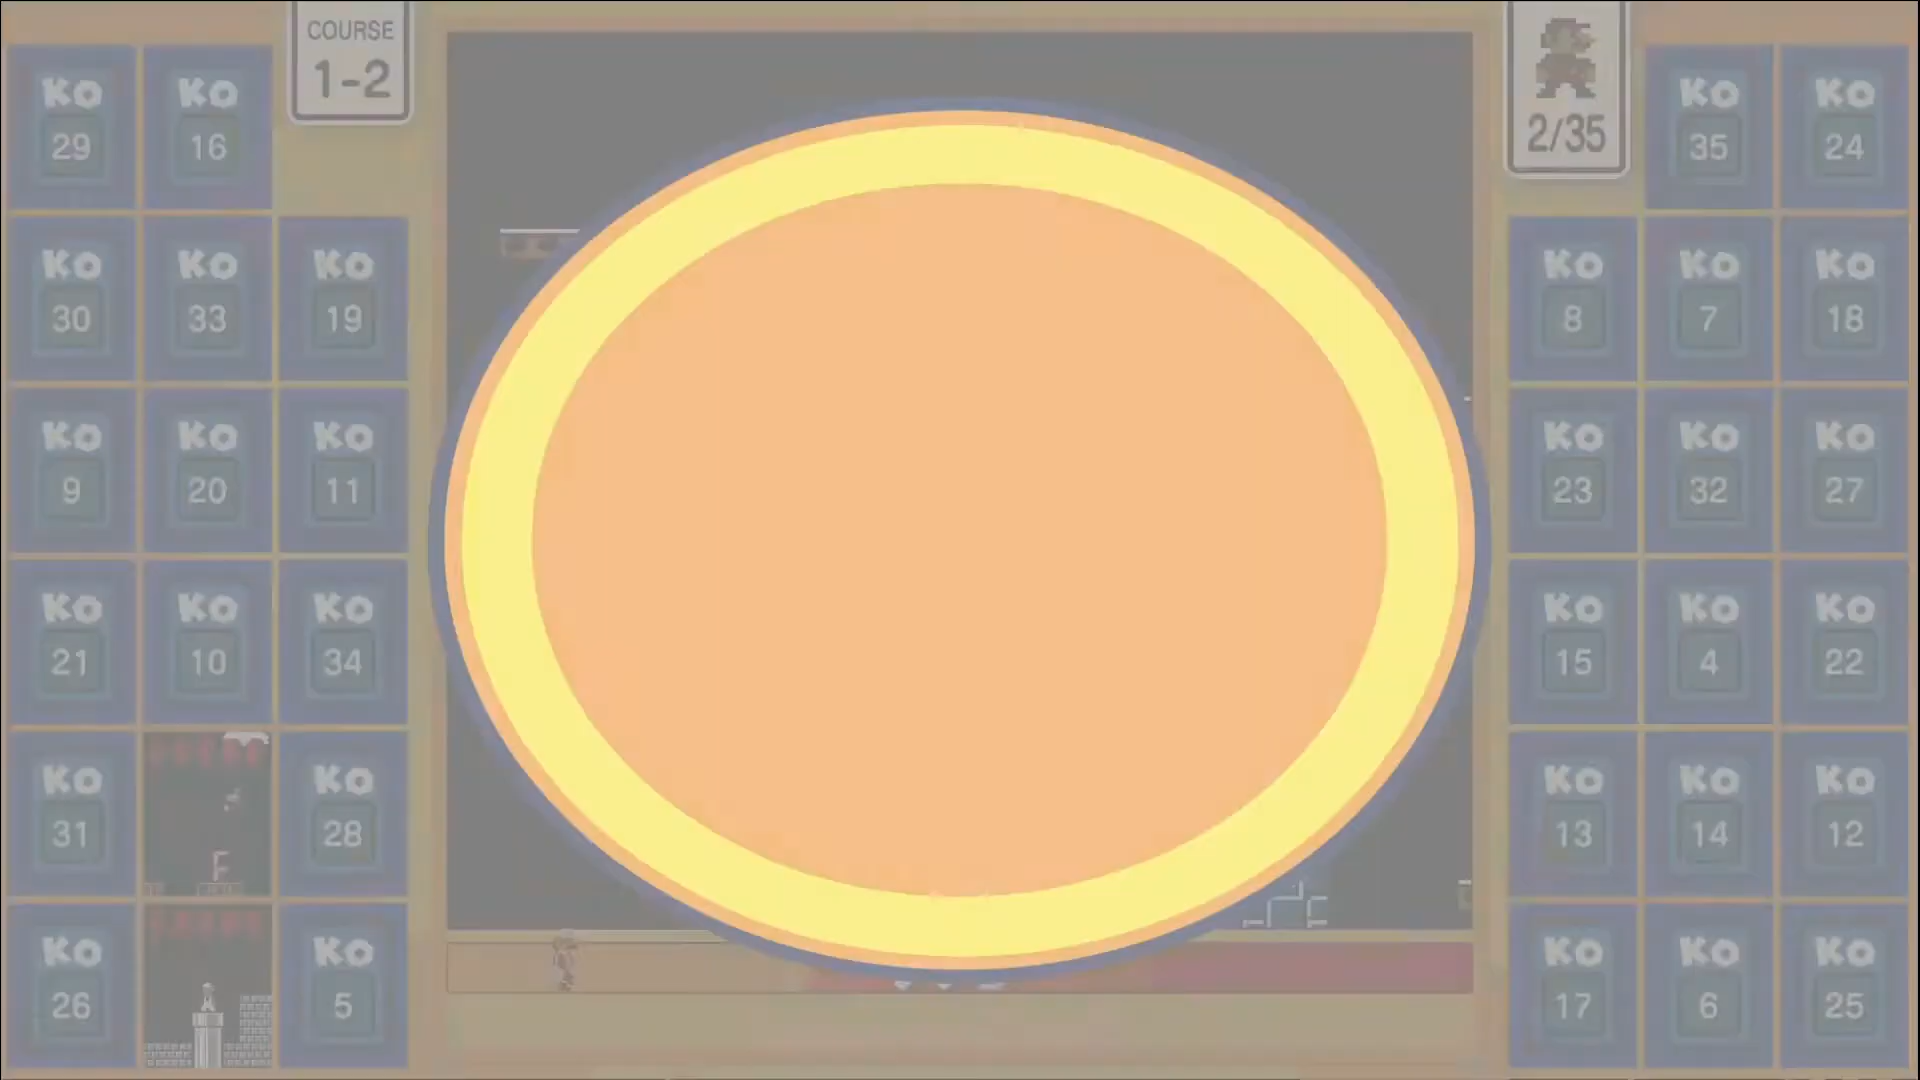 COURSE
1-2
2/35
KO 29
KO 16
KO 35
KO 24
KO 30
KO 33
KO 19
KO 8
KO 7
KO 18
KO 9
KO 20
KO 11
KO 23
KO 32
KO 27
KO 21
KO 10
KO 34
KO 15
KO 4
KO 22
KO 31
KO 28
KO 13
KO 14
KO 12
KO 26
KO 5
KO 17
KO 6
KO 25